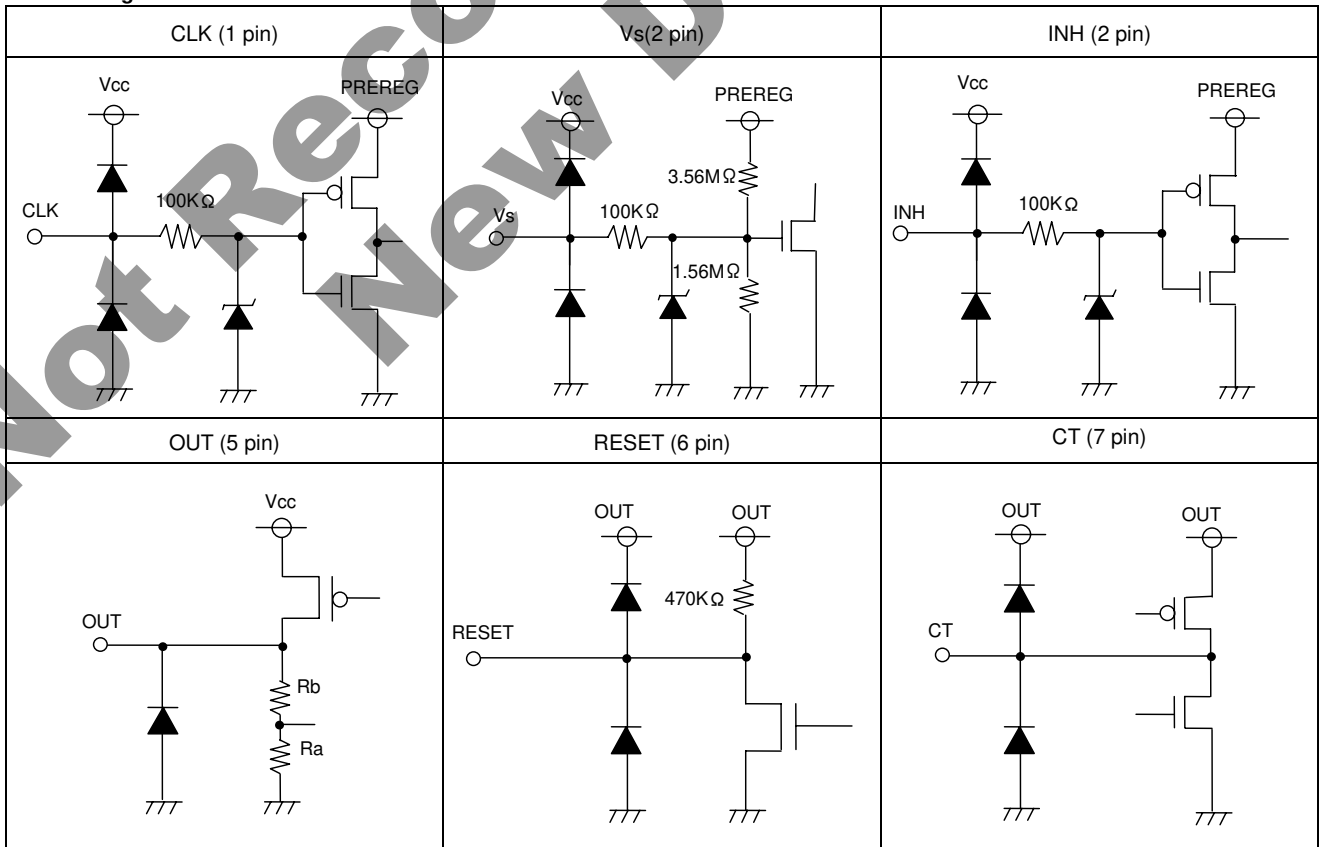 CLK (1 pin)
Vs(2 pin)
INH (2 pin)
Vcc
PREREG
100KΩ
CLK
Vcc
PREREG
3.56MΩ
100KΩ
Vs
1.56MΩ
Vcc
PREREG
100KΩ
INH
OUT (5 pin)
RESET (6 pin)
CT (7 pin)
Vcc
OUT
Rb
Ra
OUT
OUT
470KΩ
RESET
OUT
OUT
CT
Not
New